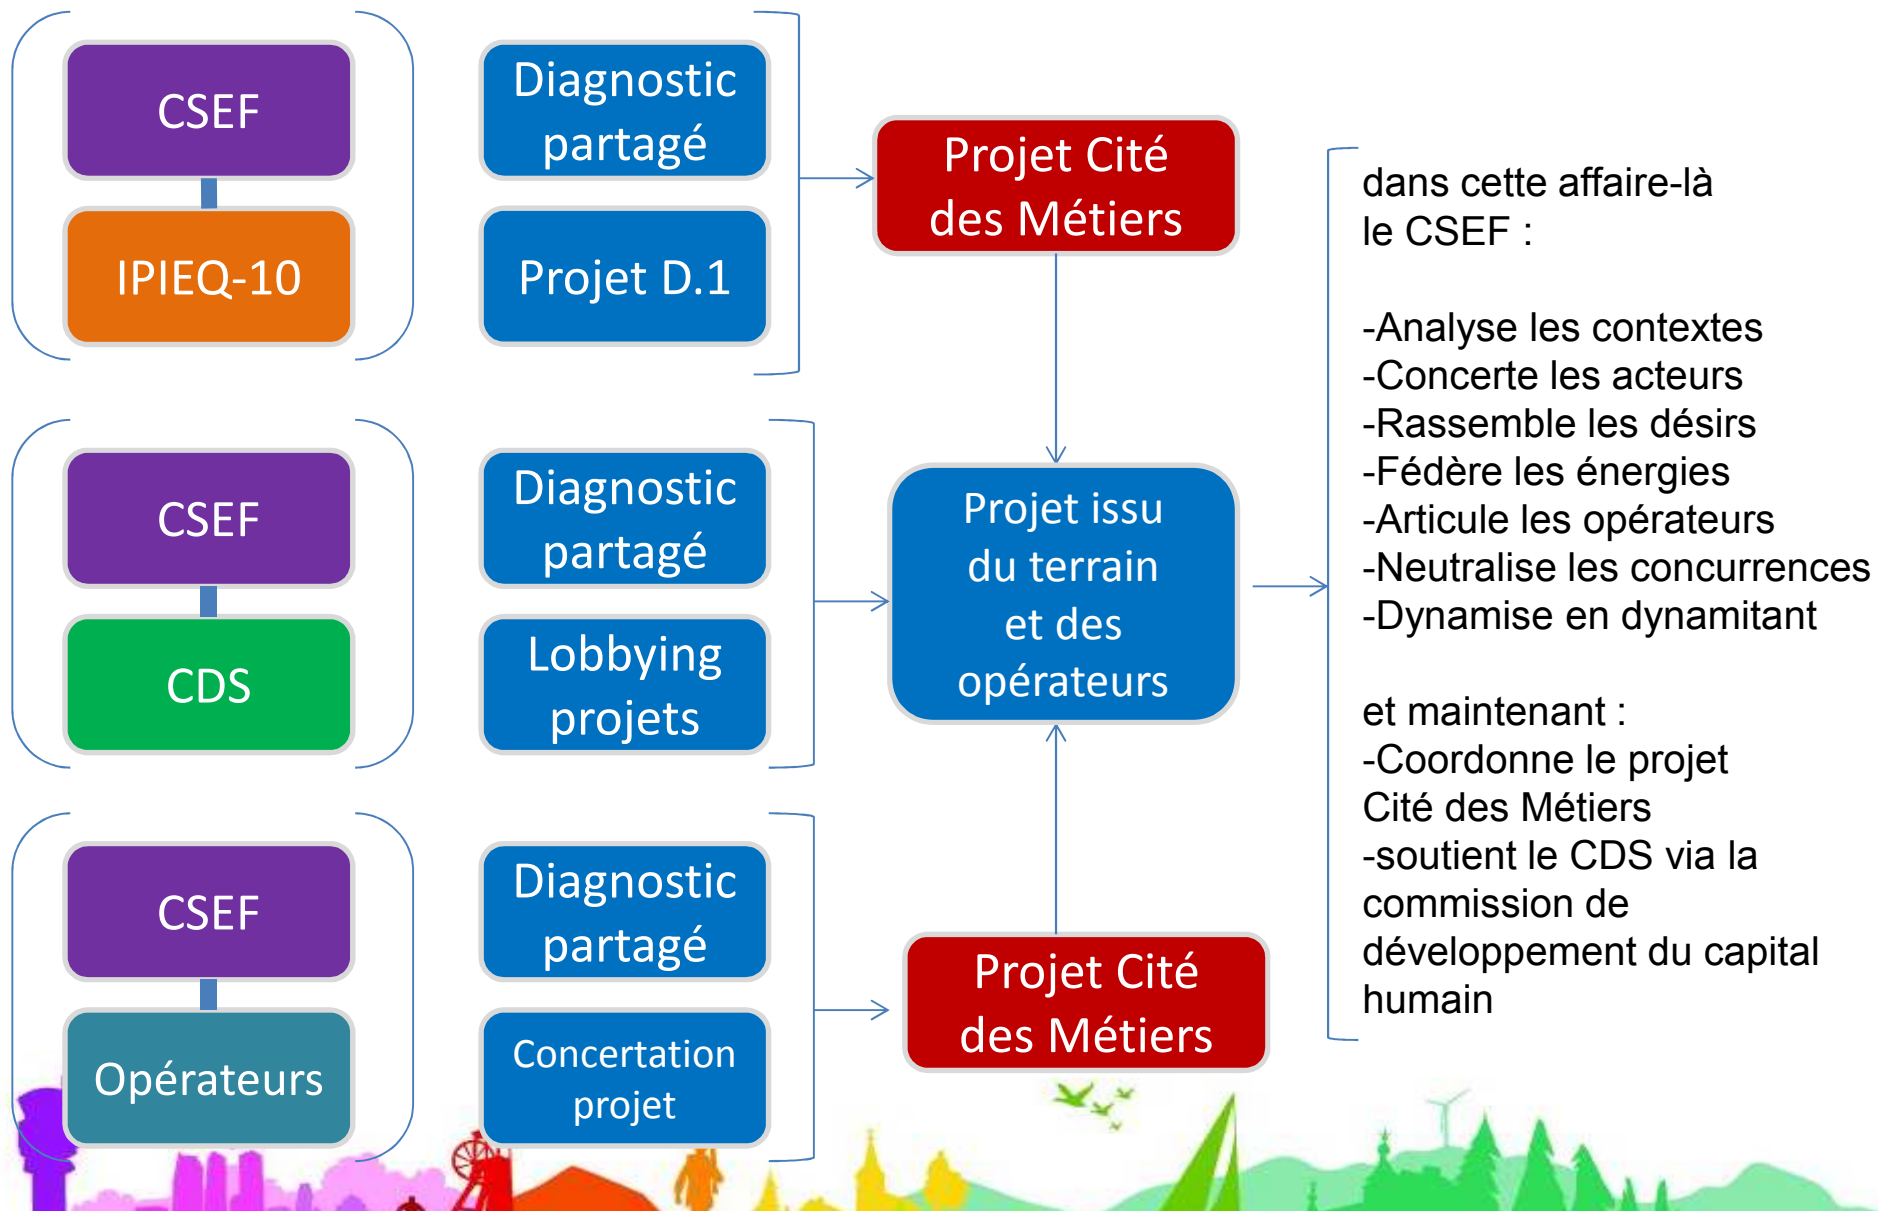 CSEF
IPIEQ-10
Diagnostic
partagé
Projet D.1
Projet Cité
des Métiers
CSEF
CDS
Diagnostic
partagé
Lobbying
projets
Projet issu
du terrain
et des
opérateurs
CSEF
Opérateurs
Diagnostic
partagé
Concertation
projet
Projet Cité
des Métiers
dans cette affaire-là
le CSEF :
-Analyse les contextes
-Concerte les acteurs
-Rassemble les désirs
-Fédère les énergies
-Articule les opérateurs
-Neutralise les concurrences
-Dynamise en dynamitant
et maintenant :
-Coordonne le projet
Cité des Métiers
-soutient le CDS via la
commission de
développement du capital
humain